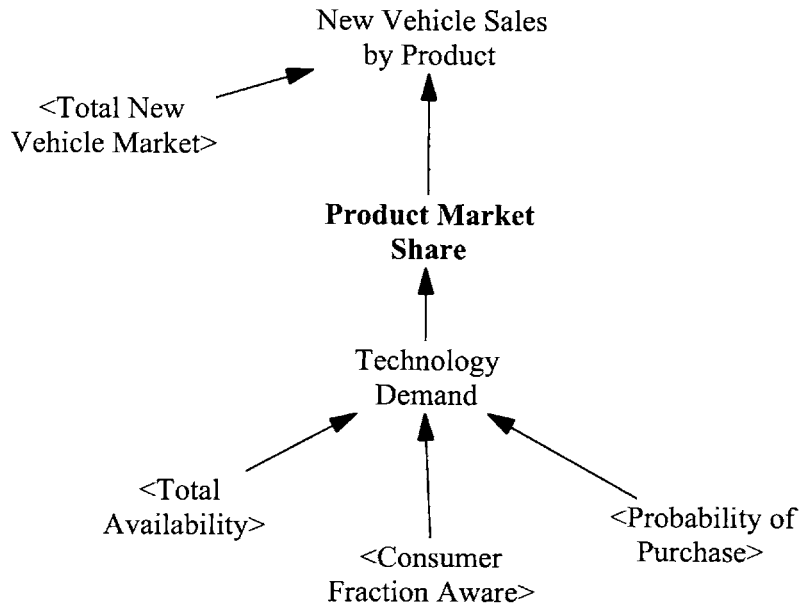 New Vehicle Sales
by Product
<Total New
Vehicle Market>
Product Market
Share
Technology
Demand
<Total
Availability>
<Consumer
Fraction Aware>
<Probability of
Purchase>